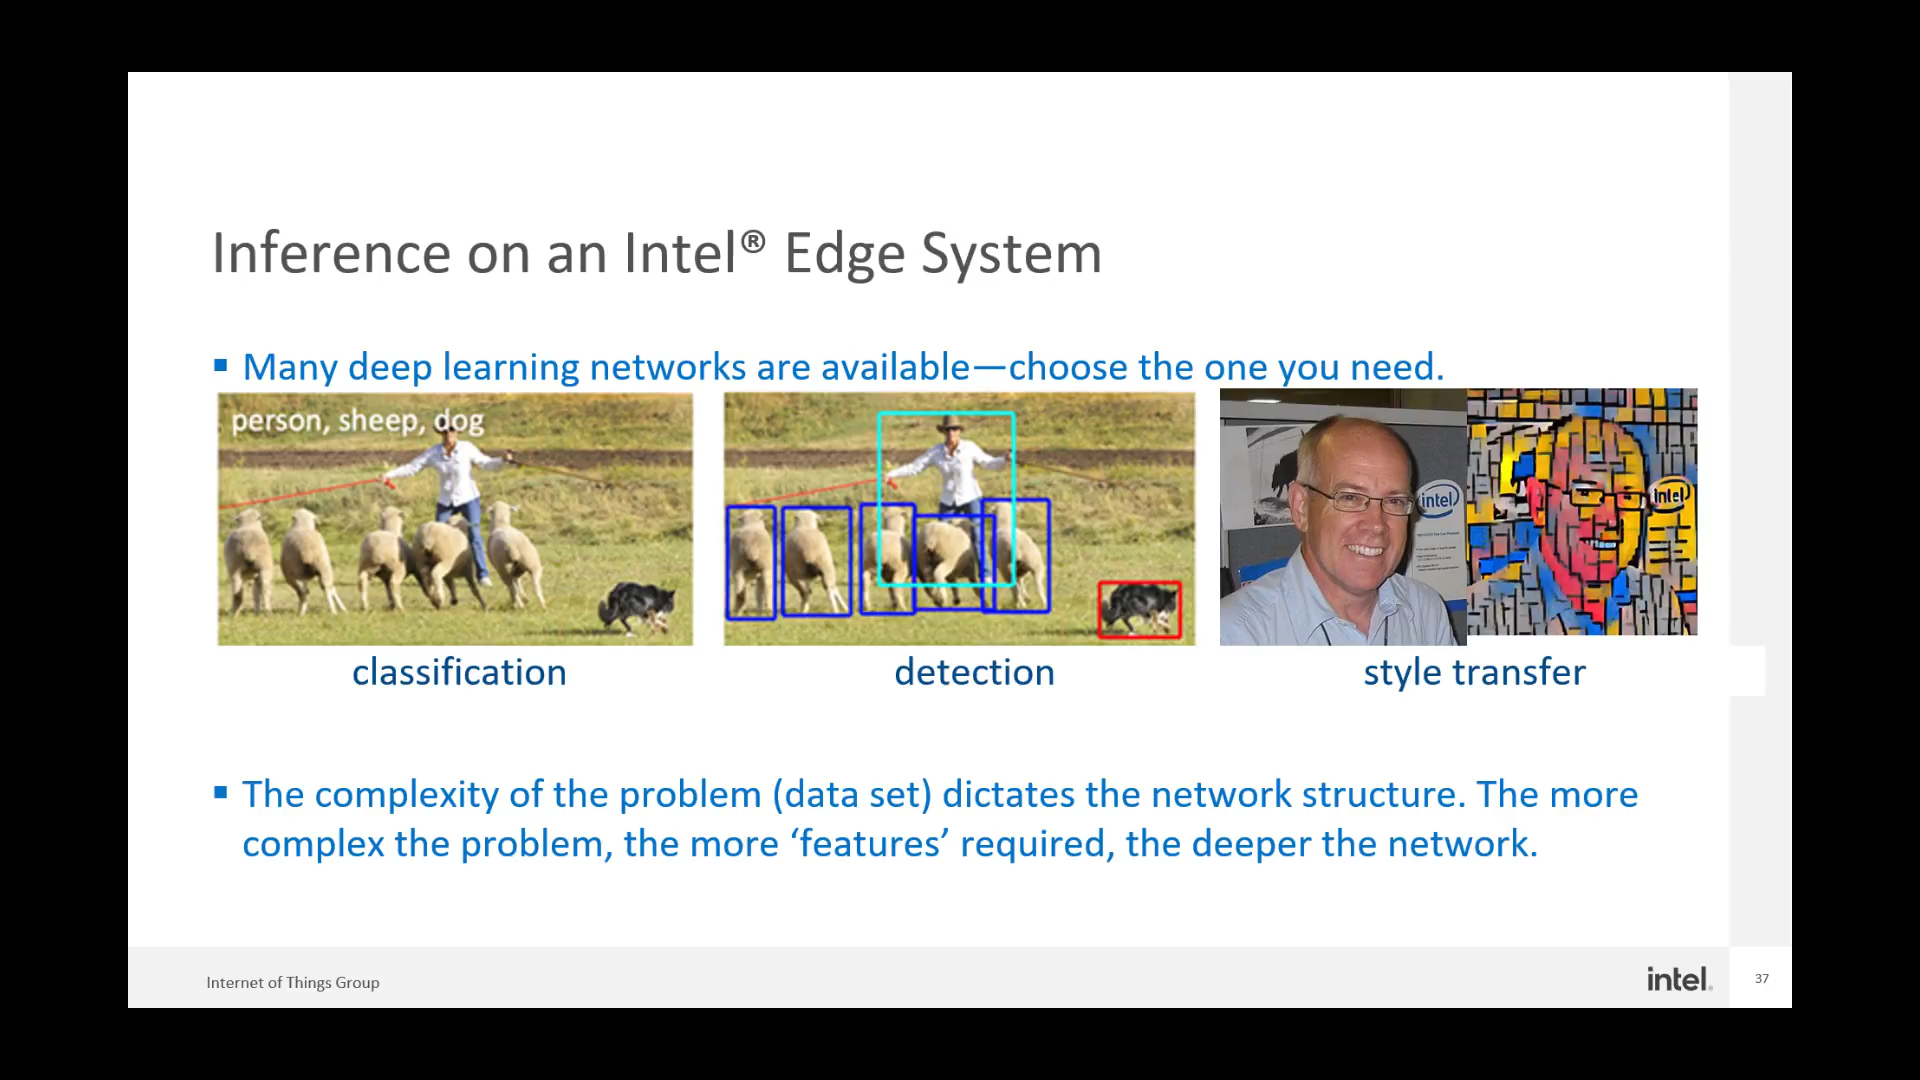 Inference on an Intel® Edge System
▪ Many deep learning networks are available—choose the one you need.
person, sheep, dog
intel
intel
classification
detection
style transfer
▪ The complexity of the problem (data set) dictates the network structure. The more
complex the problem, the more ‘features’ required, the deeper the network.
Internet of Things Group
intel®
37